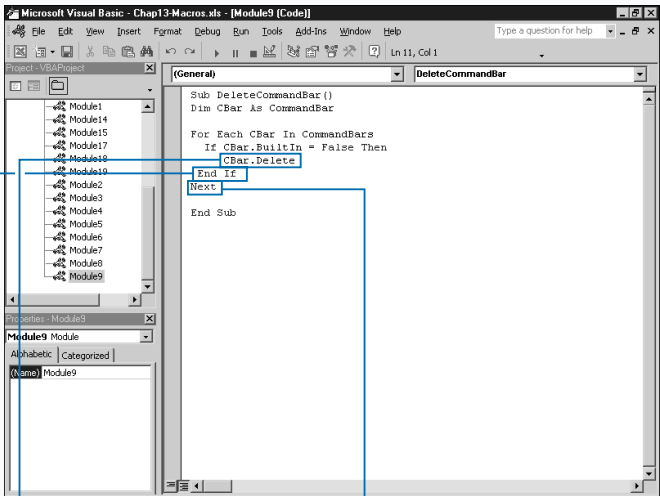 Microsoft Visual Basic - Chap13-Macros.xls - [Module9 (Code)]
File Edit View Insert Format Debug Run Tools Add-Ins Window Help Type a question for help
Ln 11, Col 1
Project - VBAProject
(General) DeleteCommandBar
Module1
Module14
Module15
Module17
Module18
Module19
Module2
Module3
Module4
Module5
Module6
Module7
Module8
Module9
Sub DeleteCommandBar()
Dim CBar As CommandBar
For Each CBar In CommandBars
If CBar.BuiltIn = False Then
CBar.Delete
End If
Next
End Sub
Properties - Module9
Module9 Module
Alphabetic Categorized
(Name) Module9